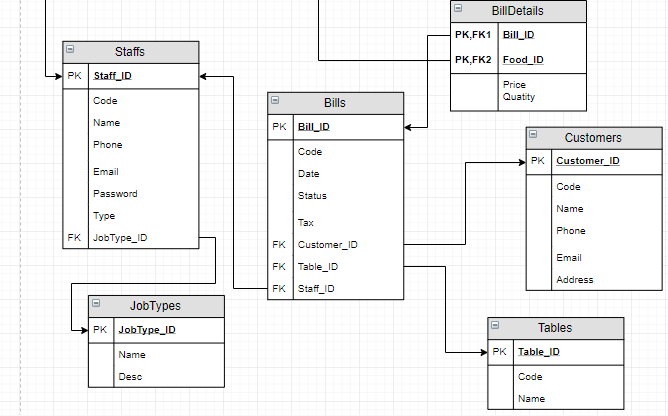 BillDetails
PK,FK1 Bill_ID
PK,FK2 Food_ID
Price
Quatity
Staffs
PK Staff_ID
Code
Name
Phone
Email
Password
Type
FK JobType_ID
Bills
PK Bill_ID
Code
Date
Status
Tax
FK Customer_ID
FK Table_ID
FK Staff_ID
Customers
PK Customer_ID
Code
Name
Phone
Email
Address
JobTypes
PK JobType_ID
Name
Desc
Tables
PK Table_ID
Code
Name